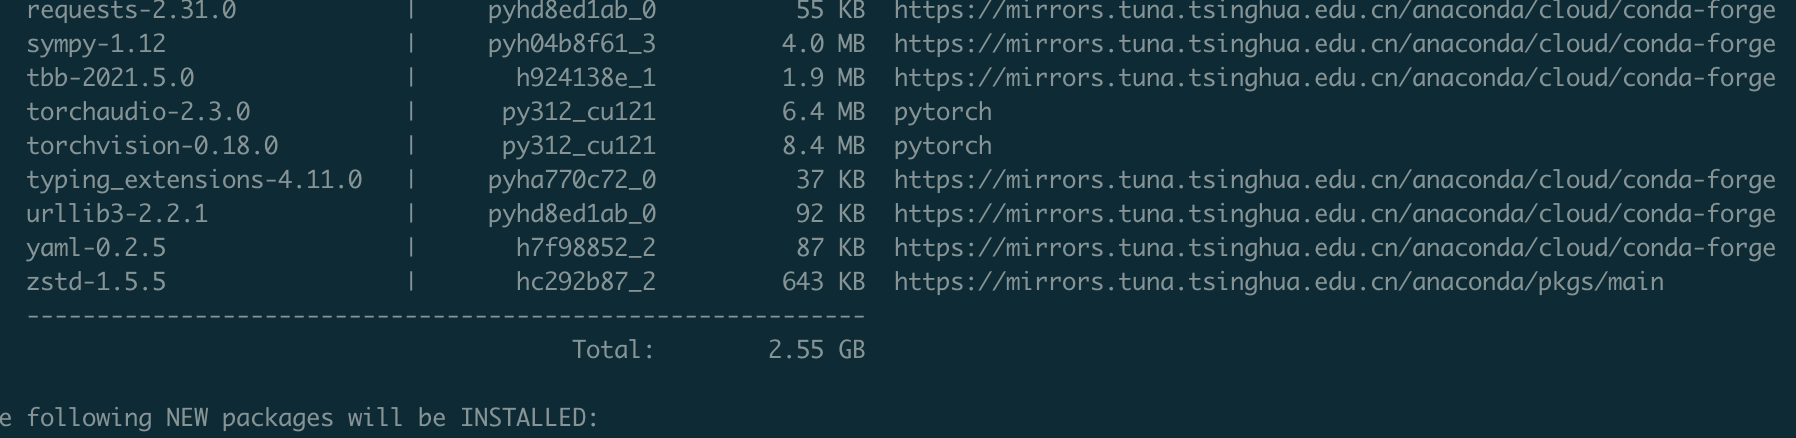 requests-2.31.0 | pyhd8ed1ab_0 55 KB https://mirrors.tuna.tsinghua.edu.cn/anaconda/cloud/conda-forge
sympy-1.12 | pyh04b8f61_3 4.0 MB https://mirrors.tuna.tsinghua.edu.cn/anaconda/cloud/conda-forge
tbb-2021.5.0 | h924138e_1 1.9 MB https://mirrors.tuna.tsinghua.edu.cn/anaconda/cloud/conda-forge
torchaudio-2.3.0 | py312_cu121 6.4 MB pytorch
torchvision-0.18.0 | py312_cu121 8.4 MB pytorch
typing_extensions-4.11.0 | pyha770c72_0 37 KB https://mirrors.tuna.tsinghua.edu.cn/anaconda/cloud/conda-forge
urllib3-2.2.1 | pyhd8ed1ab_0 92 KB https://mirrors.tuna.tsinghua.edu.cn/anaconda/cloud/conda-forge
yaml-0.2.5 | h7f98852_2 87 KB https://mirrors.tuna.tsinghua.edu.cn/anaconda/cloud/conda-forge
zstd-1.5.5 | hc292b87_2 643 KB https://mirrors.tuna.tsinghua.edu.cn/anaconda/pkgs/main
------------------------------------------------------------
Total: 2.55 GB
e following NEW packages will be INSTALLED: